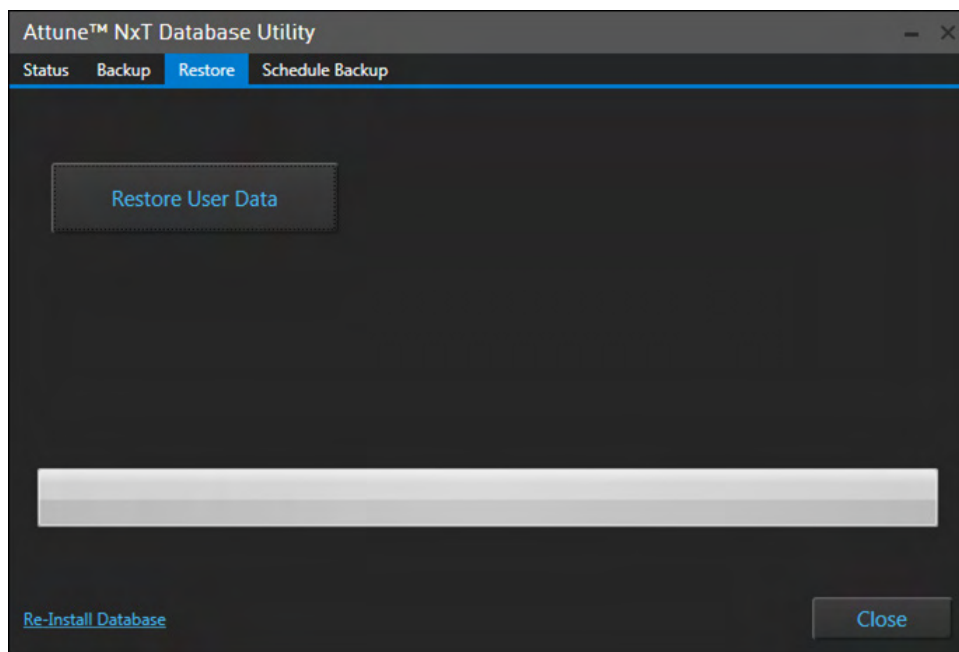 Attune™ NxT Database Utility
Status Backup Restore Schedule Backup
Restore User Data
Re-Install Database
Close